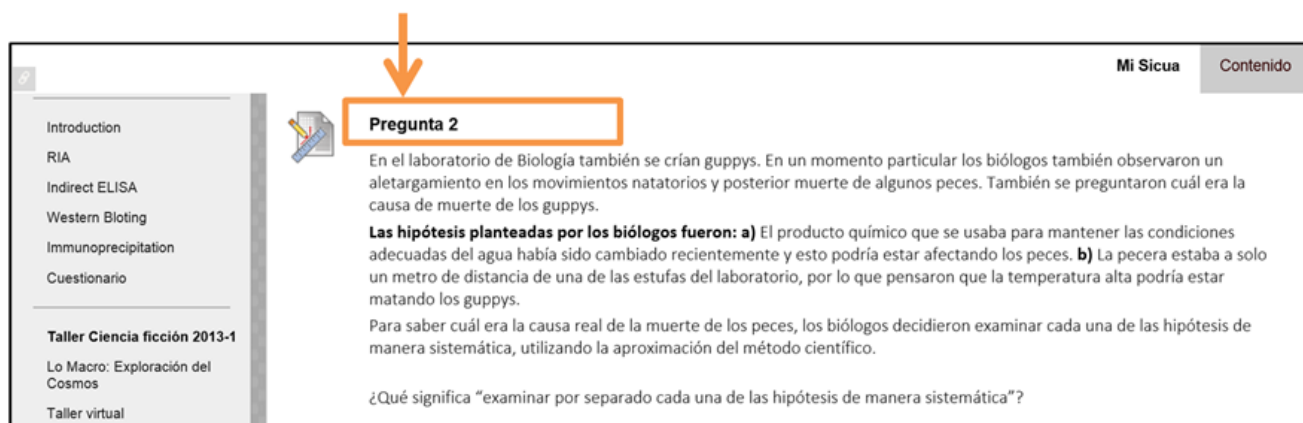 Mi Sicua
Contenido
Introduction
RIA
Indirect ELISA
Western Bloting
Immunoprecipitation
Cuestionario
Taller Ciencia ficción 2013-1
Lo Macro: Exploración del
Cosmos
Taller virtual
Pregunta 2
En el laboratorio de Biología también se crían guppys. En un momento particular los biólogos también observaron un
aletargamiento en los movimientos natatorios y posterior muerte de algunos peces. También se preguntaron cuál era la
causa de muerte de los guppys.
Las hipótesis planteadas por los biólogos fueron: a) El producto químico que se usaba para mantener las condiciones
adecuadas del agua había sido cambiado recientemente y esto podría estar afectando los peces. b) La pecera estaba a solo
un metro de distancia de una de las estufas del laboratorio, por lo que pensaron que la temperatura alta podría estar
matando los guppys.
Para saber cuál era la causa real de la muerte de los peces, los biólogos decidieron examinar cada una de las hipótesis de
manera sistemática, utilizando la aproximación del método científico.
¿Qué significa “examinar por separado cada una de las hipótesis de manera sistemática”?